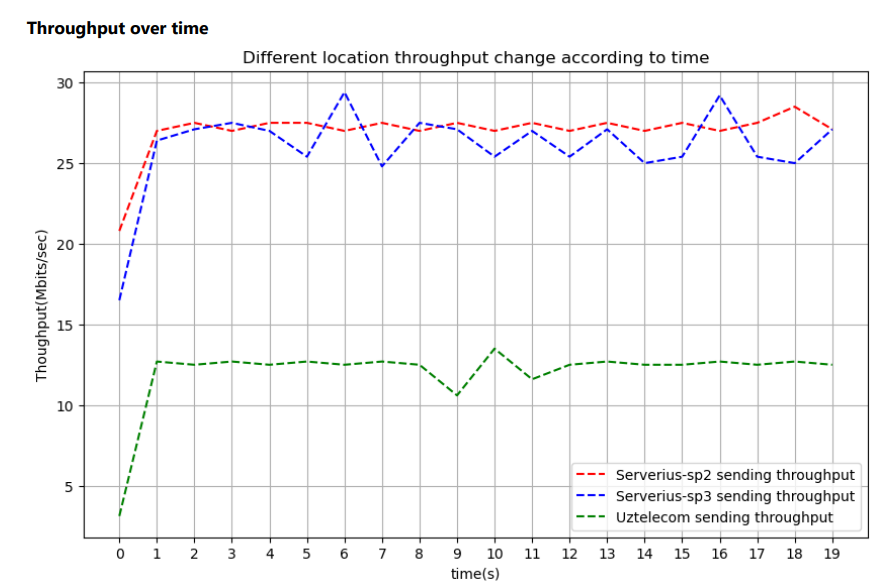 Throughput over time
Different location throughput change according to time
30
25
20
15
10
5
Thoughput(Mbits/sec)
Serverius-sp2 sending throughput
Serverius-sp3 sending throughput
Uztelecom sending throughput
0 1 2 3 4 5 6 7 8 9 10 11 12 13 14 15 16 17 18 19
time(s)